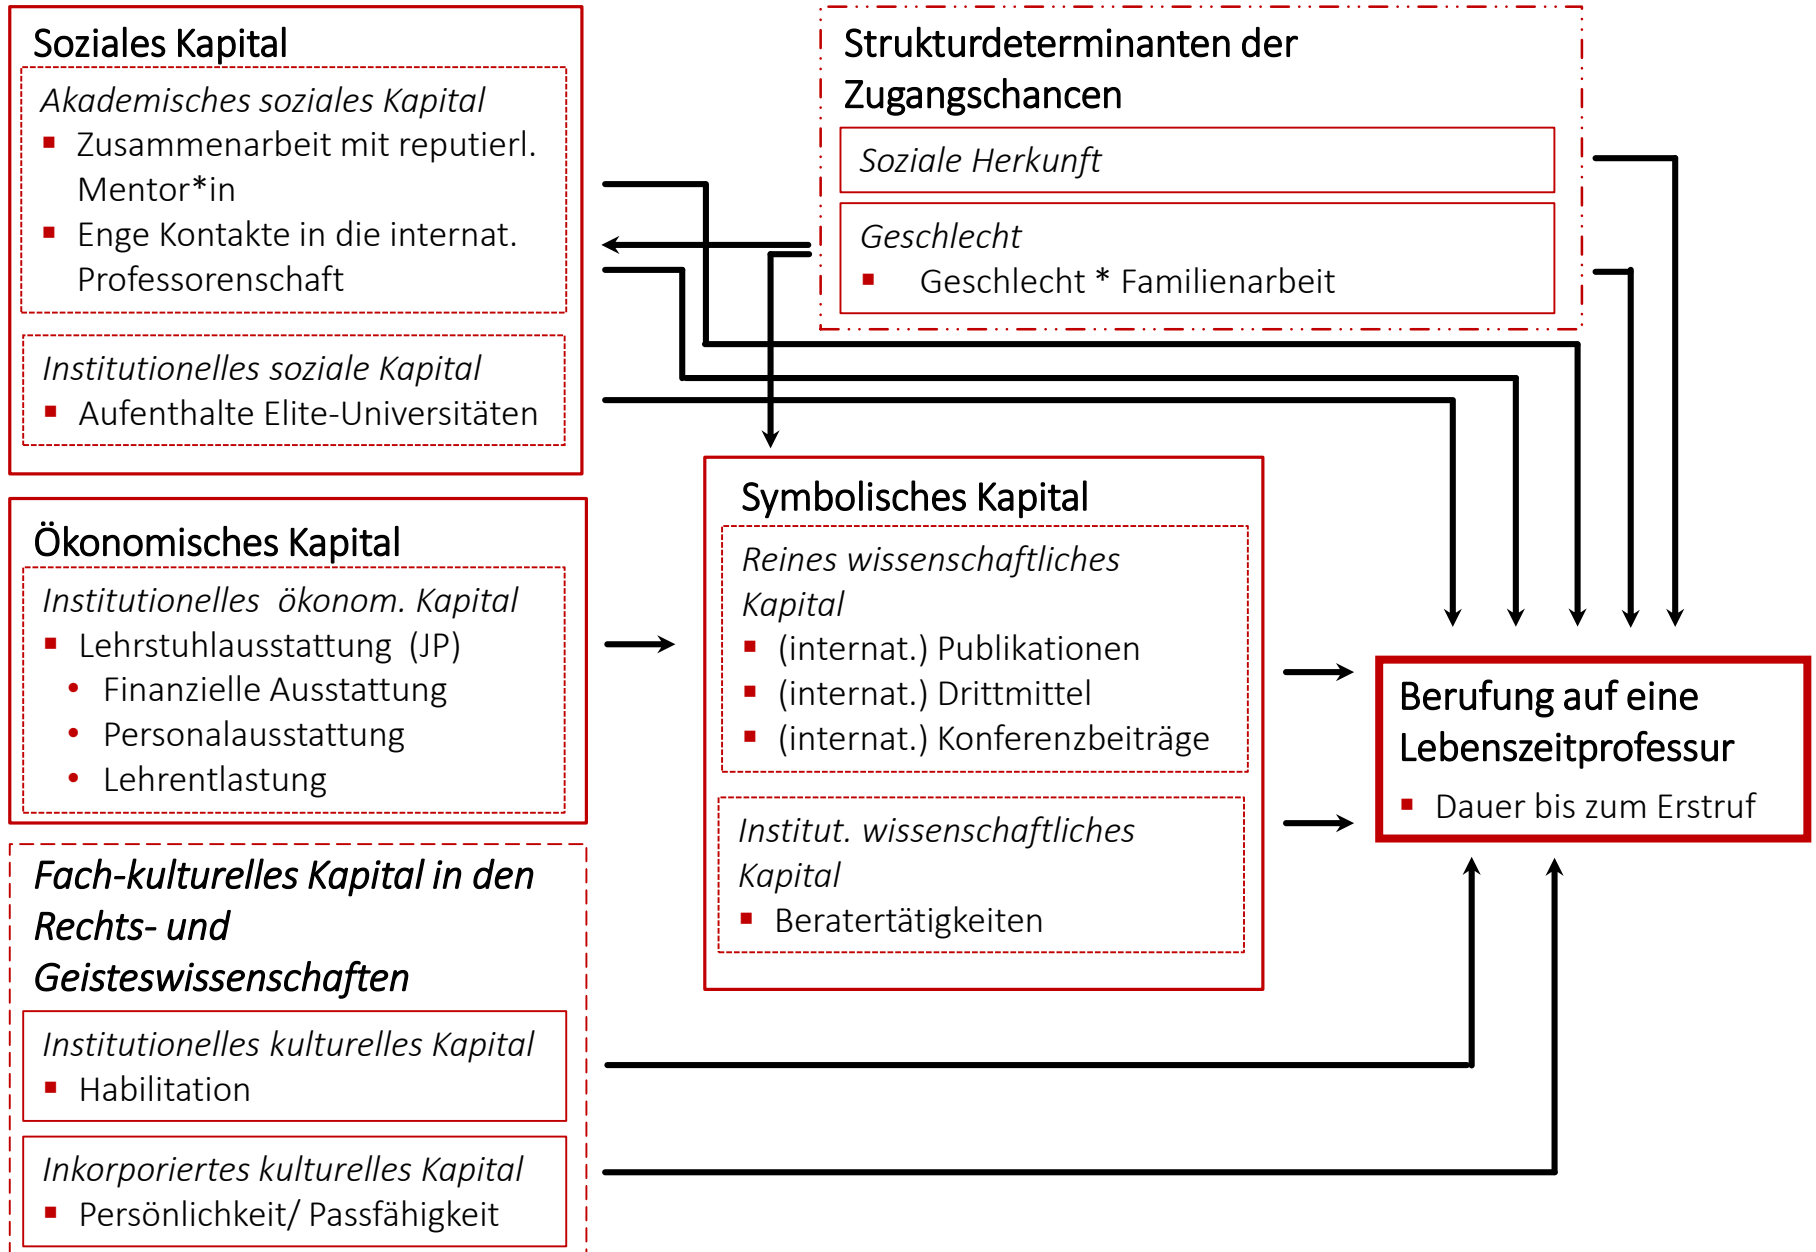 Soziales Kapital
Akademisches soziales Kapital
▪ Zusammenarbeit mit reputierl.
Mentor*in
▪ Enge Kontakte in die internat.
Professorenschaft
Institutionelles soziale Kapital
▪ Aufenthalte Elite-Universitäten
Strukturdeterminanten der
Zugangschancen
Soziale Herkunft
Geschlecht
▪ Geschlecht * Familienarbeit
Ökonomisches Kapital
Institutionelles ökonom. Kapital
▪ Lehrstuhlausstattung (JP)
• Finanzielle Ausstattung
• Personalausstattung
• Lehrentlastung
Symbolisches Kapital
Reines wissenschaftliches
Kapital
▪ (internat.) Publikationen
▪ (internat.) Drittmittel
▪ (internat.) Konferenzbeiträge
Institut. wissenschaftliches
Kapital
▪ Beratertätigkeiten
Berufung auf eine
Lebenszeitprofessur
▪ Dauer bis zum Erstruf
Fach-kulturelles Kapital in den
Rechts- und
Geisteswissenschaften
Institutionelles kulturelles Kapital
▪ Habilitation
Inkorporiertes kulturelles Kapital
▪ Persönlichkeit/ Passfähigkeit